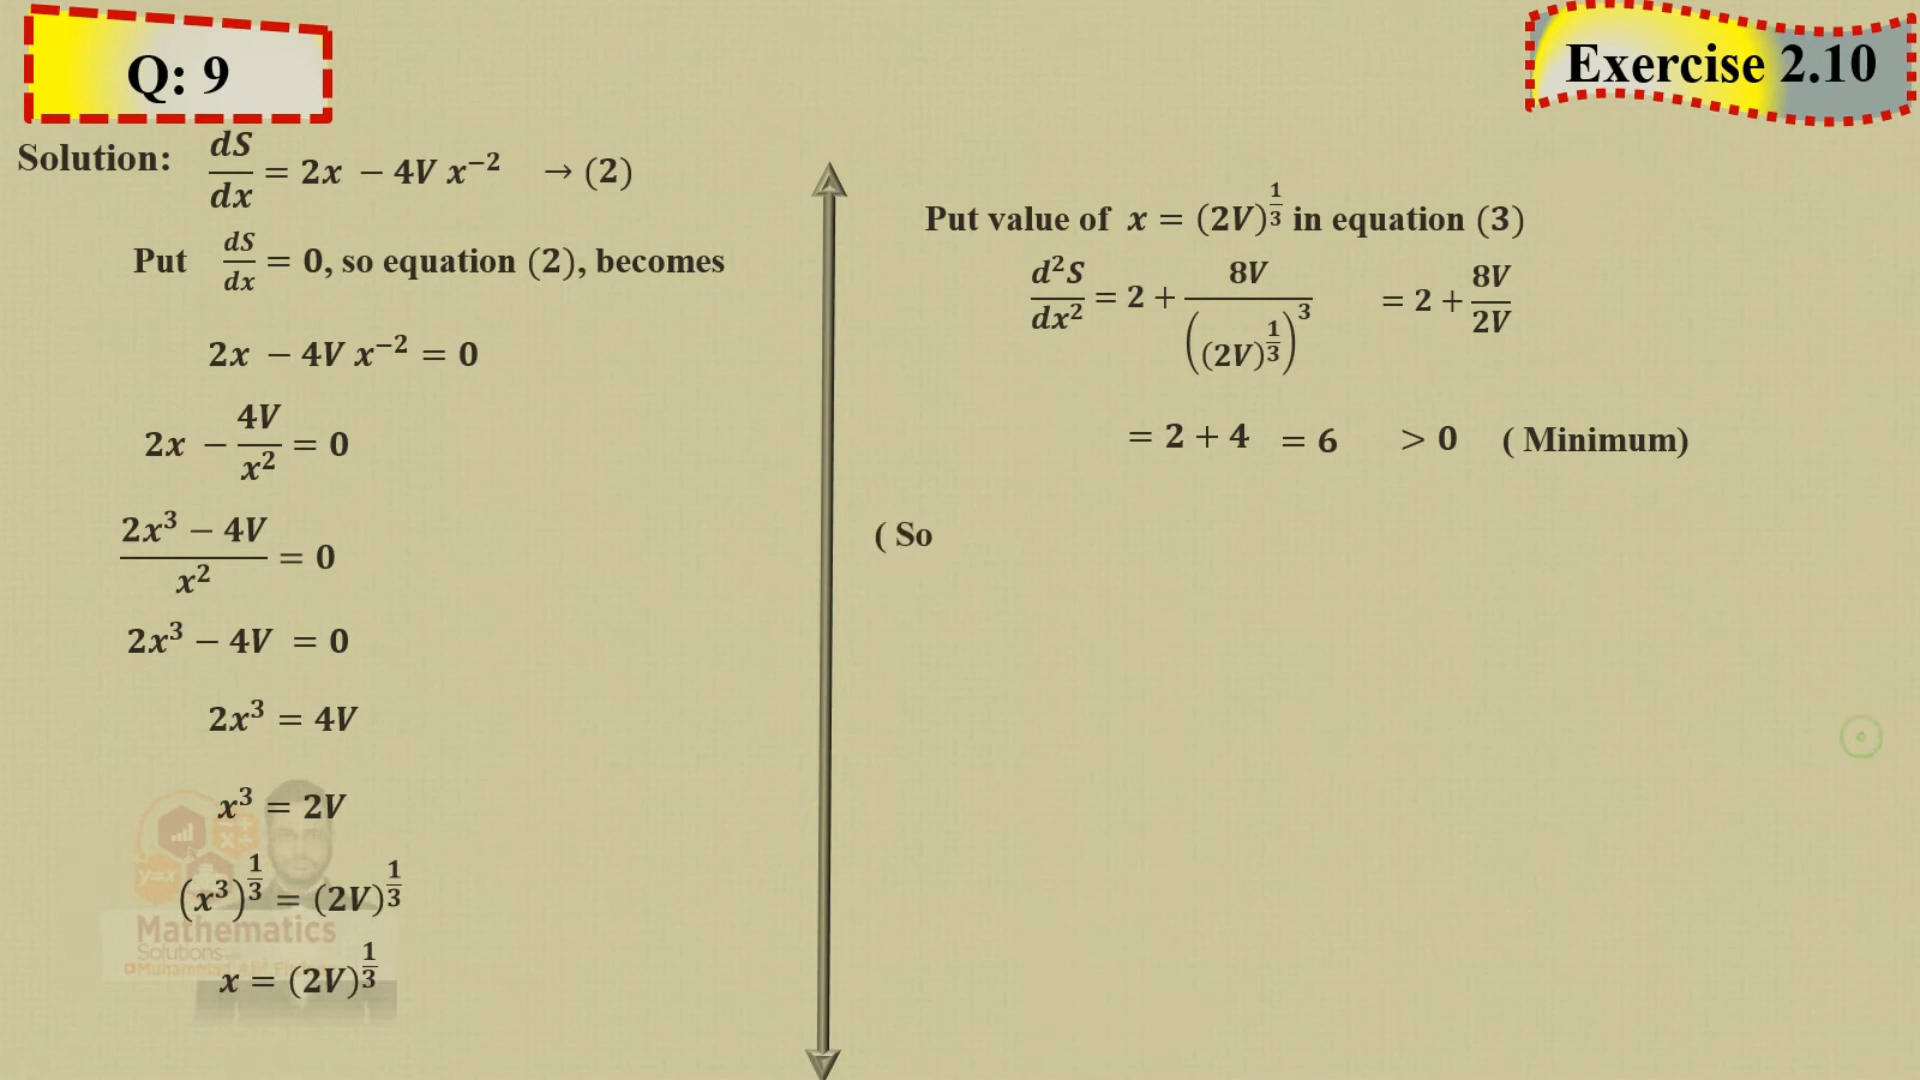 Q: 9
Exercise 2.10
Solution: dS/dx = 2x − 4V x⁻² → (2)
Put dS/dx = 0, so equation (2), becomes
2x − 4V x⁻² = 0
2x − 4V/x² = 0
(2x³ − 4V)/x² = 0
2x³ − 4V = 0
2x³ = 4V
x³ = 2V
(x³)^(1/3) = (2V)^(1/3)
x = (2V)^(1/3)
Put value of x = (2V)^(1/3) in equation (3)
d²S/dx² = 2 + 8V/((2V)^(1/3))³ = 2 + 8V/2V
= 2 + 4 = 6 > 0 ( Minimum)
( So
y=x
Mathematics
Solutions